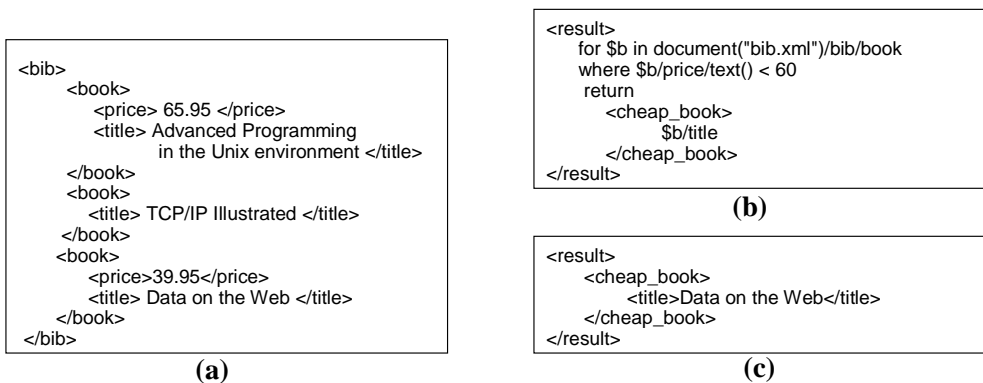 <bib>
<book>
<price> 65.95 </price>
<title> Advanced Programming
in the Unix environment </title>
</book>
<book>
<title> TCP/IP Illustrated </title>
</book>
<book>
<price>39.95</price>
<title> Data on the Web </title>
</book>
</bib>
(a)
<result>
for $b in document("bib.xml")/bib/book
where $b/price/text() < 60
return
<cheap_book>
$b/title
</cheap_book>
</result>
(b)
<result>
<cheap_book>
<title>Data on the Web</title>
</cheap_book>
</result>
(c)